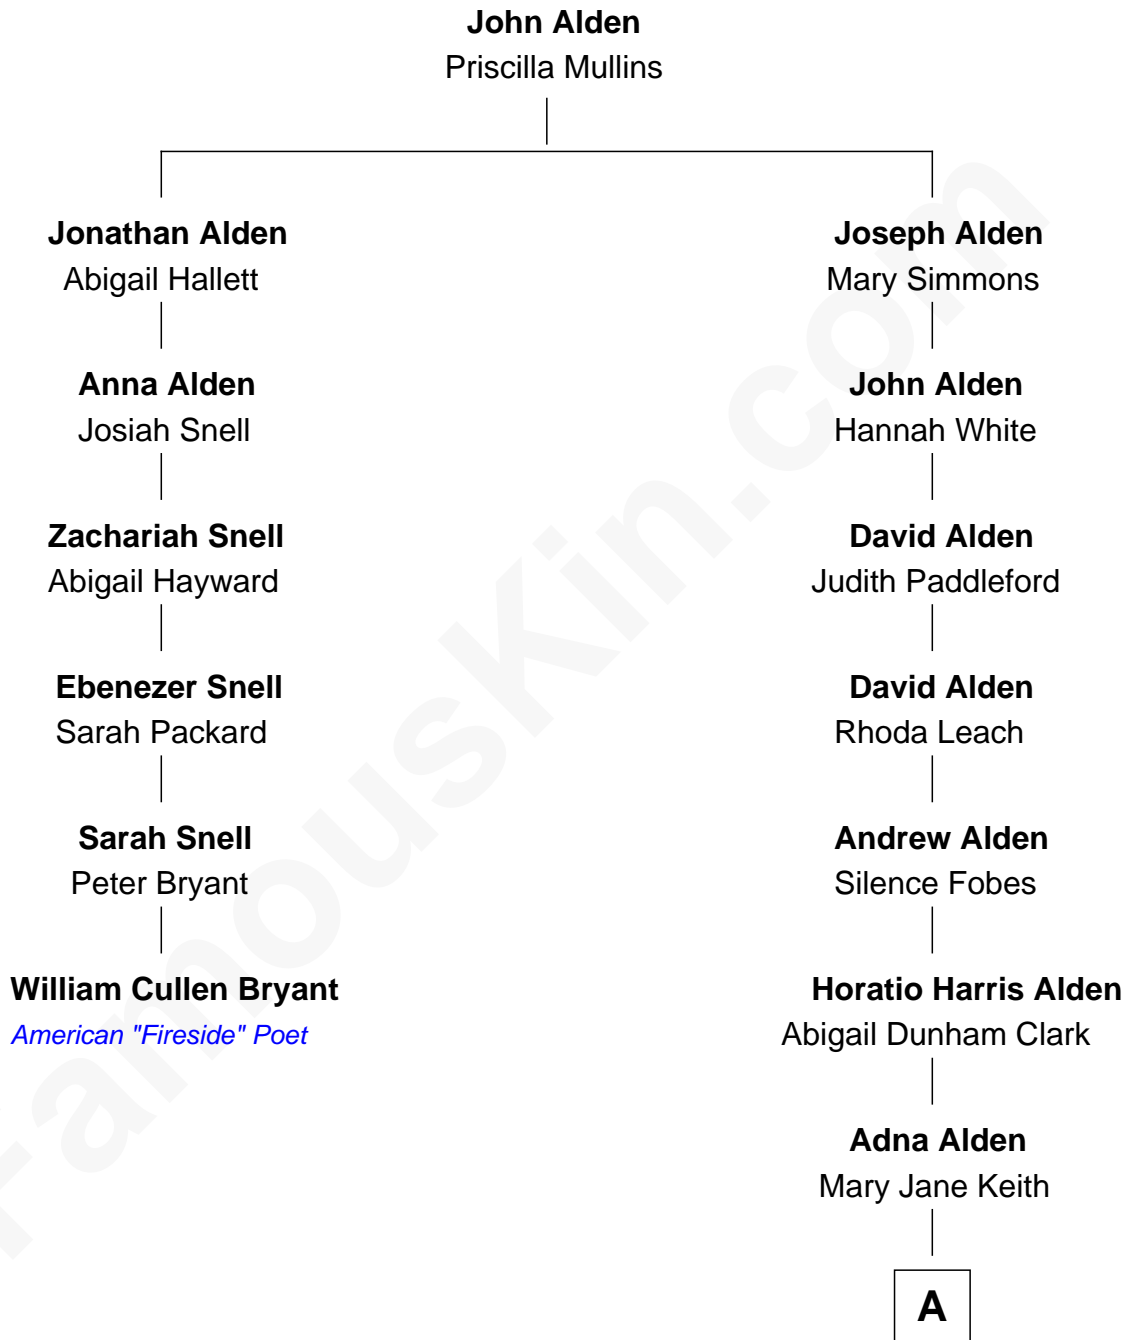 John Alden
Priscilla Mullins
Jonathan Alden
Abigail Hallett
Anna Alden
Josiah Snell
Zachariah Snell
Abigail Hayward
Ebenezer Snell
Sarah Packard
Sarah Snell
Peter Bryant
William Cullen Bryant
American "Fireside" Poet
Joseph Alden
Mary Simmons
John Alden
Hannah White
David Alden
Judith Paddleford
David Alden
Rhoda Leach
Andrew Alden
Silence Fobes
Horatio Harris Alden
Abigail Dunham Clark
Adna Alden
Mary Jane Keith
A
FamousKin.com